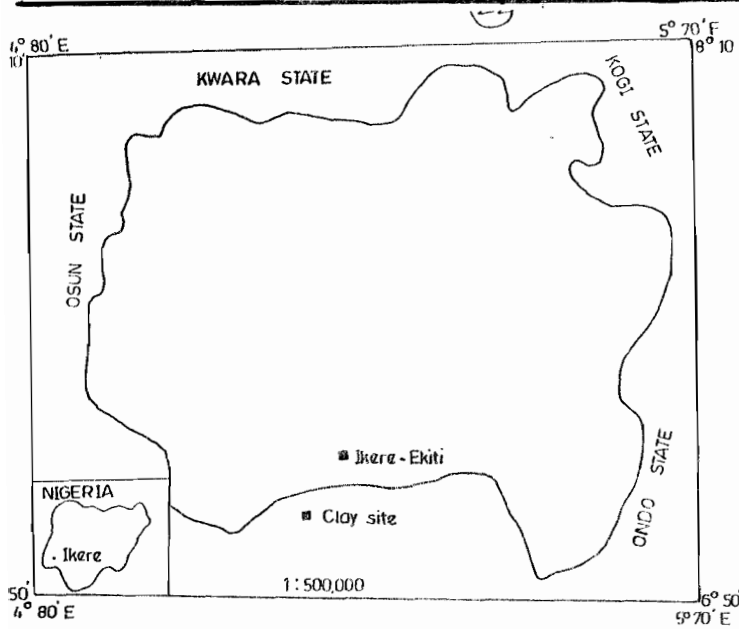 4° 80' E
5° 70' E
10'
8° 10
KWARA STATE
KOGI STATE
OSUN STATE
Ikere - Ekiti
ONDO STATE
NIGERIA
Clay site
. Ikere
1:500,000
50'
6° 50
4° 80' E
5° 70' E